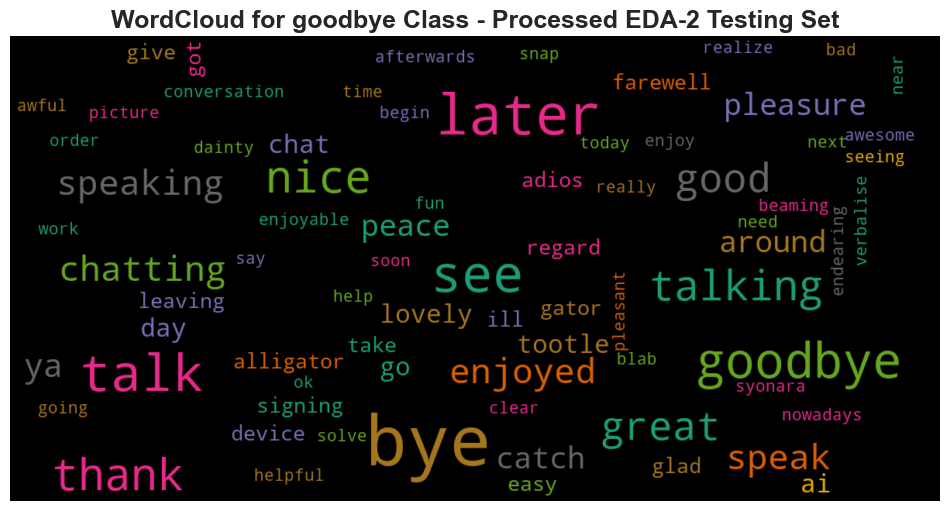 WordCloud for goodbye Class - Processed EDA-2 Testing Set
give
got
afterwards
snap
realize
bad
near
awful
conversation
time
farewell
picture
begin
later
pleasure
order
dainty
chat
today
enjoy
next
awesome
seeing
speaking
nice
adios
really
good
verbalise
fun
beaming
work
enjoyable
peace
need
endearing
regard
around
chatting
say
soon
see
talking
leaving
help
lovely
ill
gator
pleasant
day
tootle
ya
talk
alligator
take
go
enjoyed
blab
goodbye
ok
syonara
going
signing
clear
nowadays
device
solve
bye
great
thank
helpful
catch
glad
speak
easy
ai